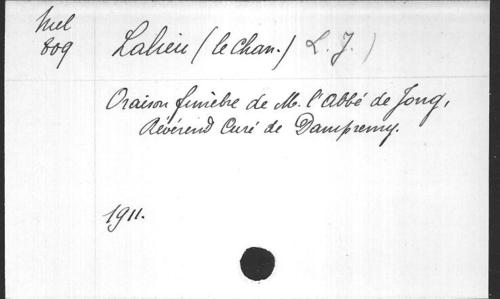 Mel
809
Lalieu (le chan.) L. J. )
Oraison funèbre de M. l'Abbé de Jong,
Révérend Curé de Dampremy.
1911.